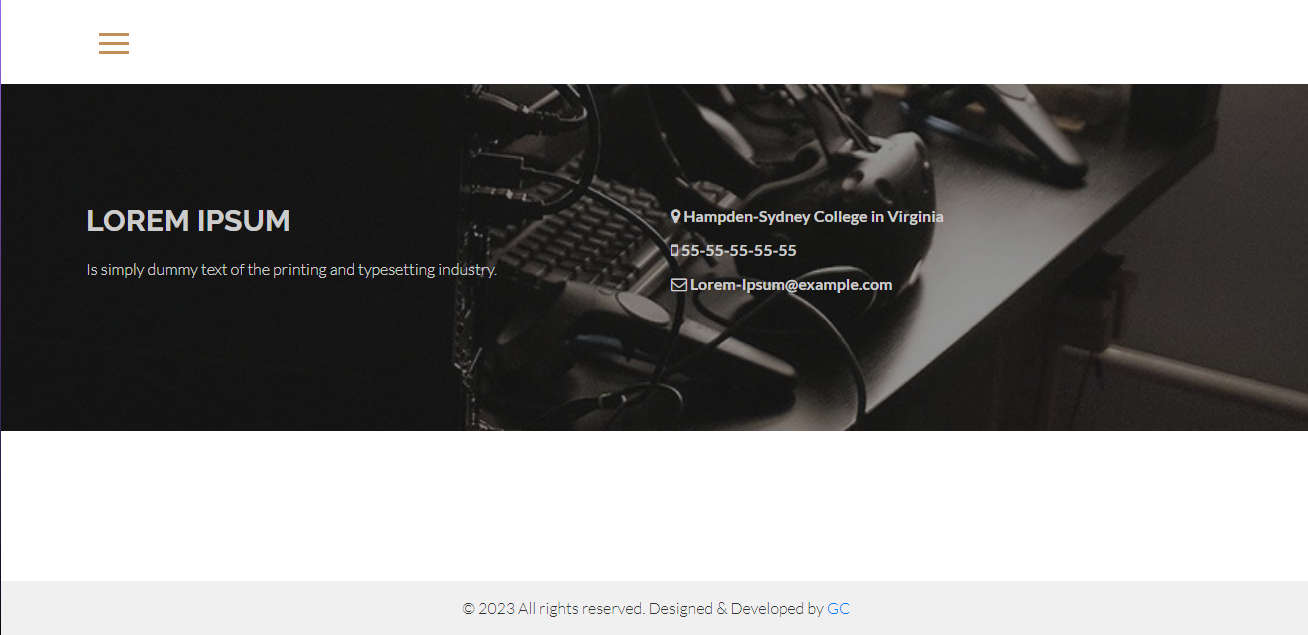 LOREM IPSUM
Is simply dummy text of the printing and typesetting industry.
Hampden-Sydney College in Virginia
55-55-55-55-55
Lorem-Ipsum@example.com
© 2023 All rights reserved. Designed & Developed by GC